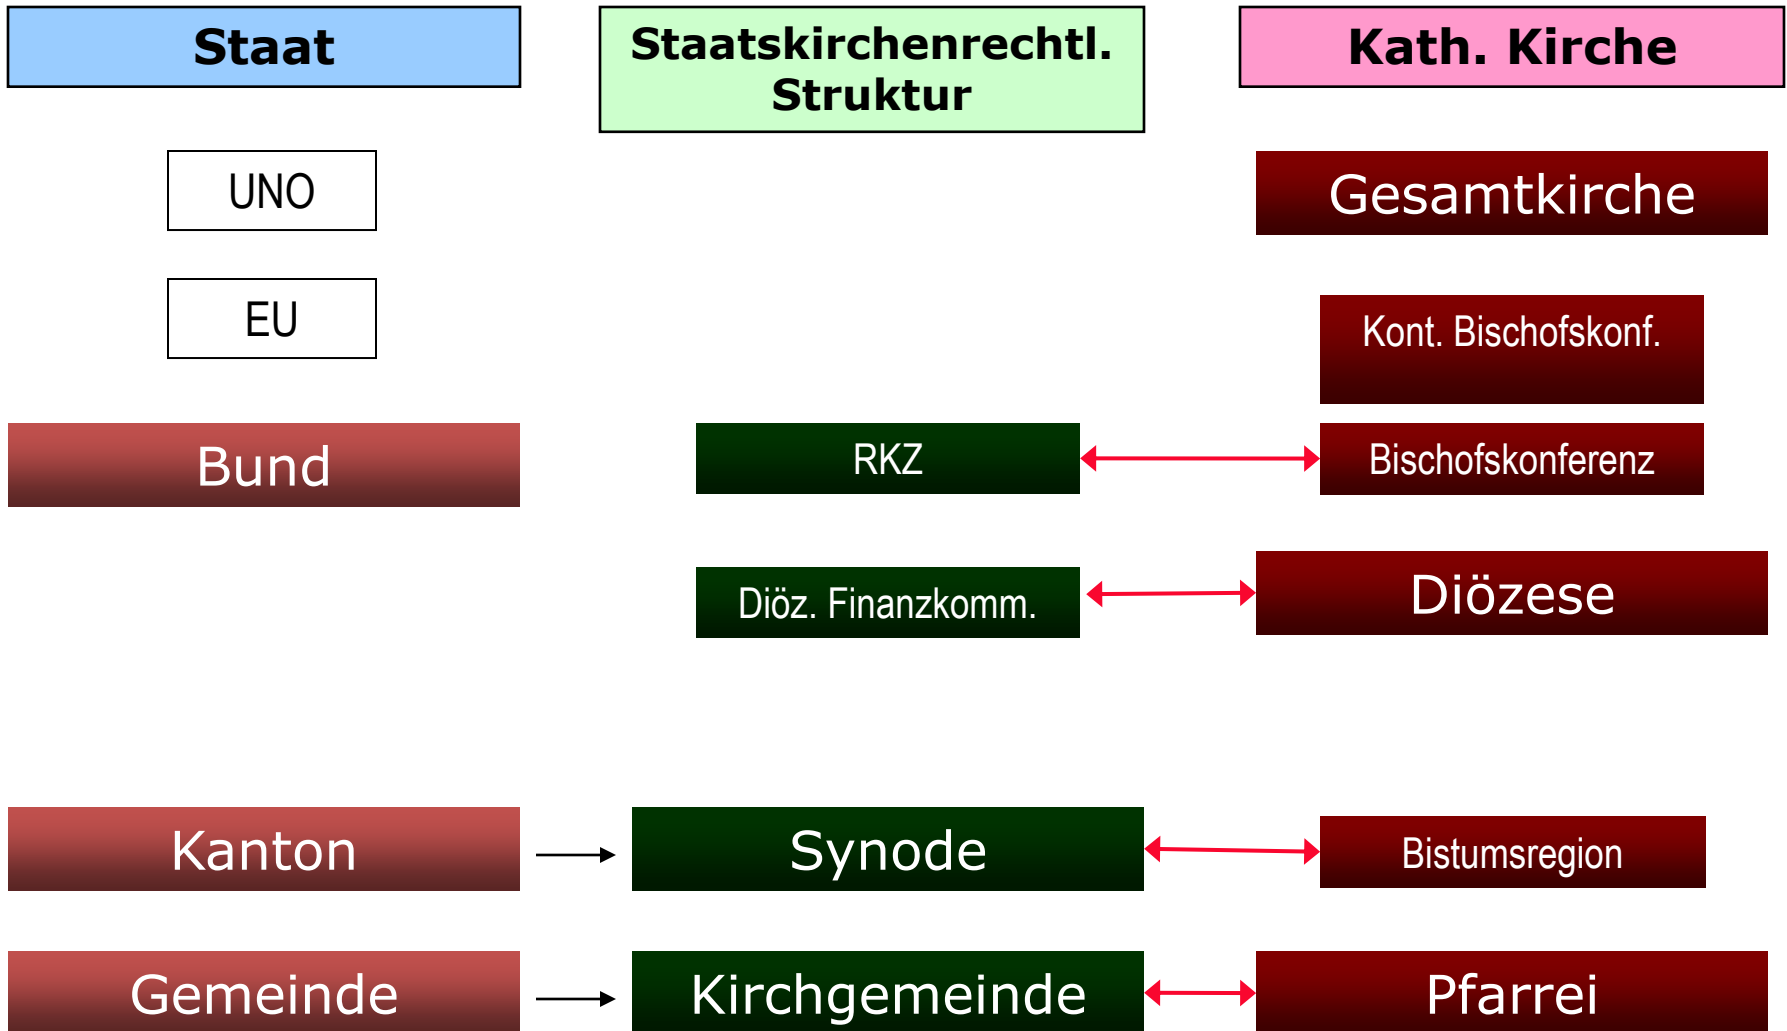 Staat
Staatskirchenrechtl.
Struktur
Kath. Kirche
UNO
Gesamtkirche
EU
Kont. Bischofskonf.
Bund
RKZ
Bischofskonferenz
Diöz. Finanzkomm.
Diözese
Kanton
Synode
Bistumsregion
Gemeinde
Kirchgemeinde
Pfarrei